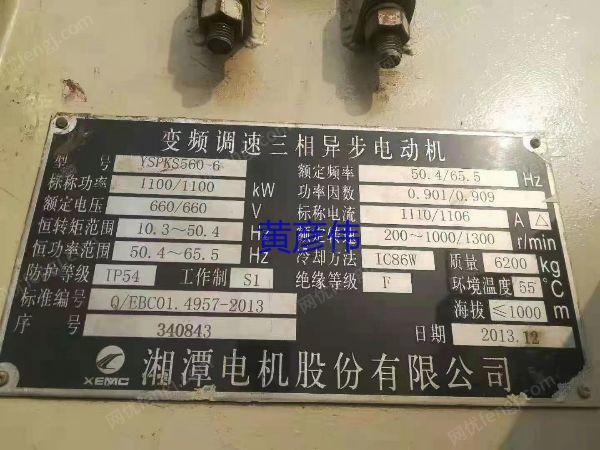 变频调速三相异步电动机
型号 YSPKS560-6 额定频率 50.4/65.5 Hz
标称功率 1100/1100 kW 功率因数 0.901/0.909
额定电压 660/660 V 标称电流 1110/1106 A △
恒转矩范围 10.3~50.4 H 200~1000/1300 r/min
恒功率范围 50.4~65.5 Hz 冷却方法 IC86W 质量 6200 kg
防护等级 IP54 工作制 S1 绝缘等级 F 环境温度 55 ℃
标准编号 Q/EBC01.4957-2013 海拔 ≤1000 m
序号 340843 日期 2013.12
XEMC 湘潭电机股份有限公司
黄彦伟